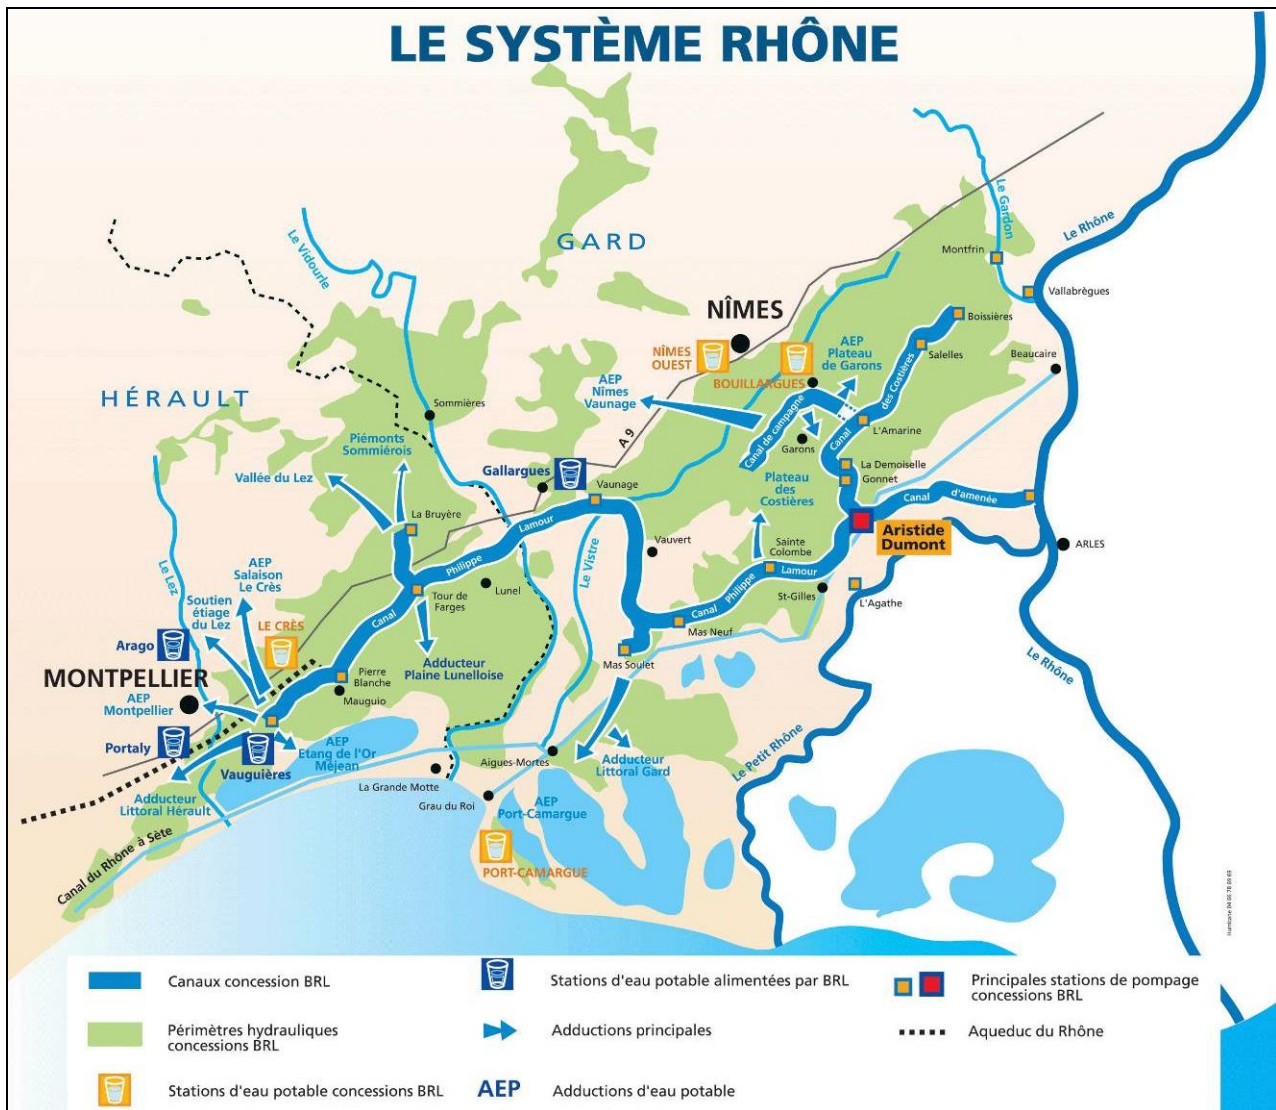 LE SYSTÈME RHÔNE
Le Gardon
Le Rhône
Le Vidourle
GARD
Montfrin
Vallabrègues
NÎMES
Boissières
NÎMES
OUEST
BOUILLARGUES
AEP
Plateau
de Garons
Salelles
Beaucaire
HÉRAULT
AEP
Nîmes
Vaunage
Sommières
A 9
Canal de campagne
Canal
des Costières
L'Amarine
Garons
Piémonts
Sommiérois
Vallée du Lez
Gallargues
Vaunage
La Demoiselle
Gonnet
Plateau
des
Costières
Canal
d'amenée
La Bruyère
Philippe
Lamour
Aristide
Dumont
ARLES
Vauvert
Sainte
Colombe
Le Lez
AEP
Salaison
Le Crès
Soutien
étiage
du Lez
Tour de
Farges
Lunel
Le Vistre
Canal
Philippe
Lamour
St-Gilles
L'Agathe
LE CRÈS
Canal
Mas Neuf
Arago
Adducteur
Plaine Lunelloise
Mas Soulet
Le Rhône
MONTPELLIER
Pierre
Blanche
Mauguio
AEP
Montpellier
Portaly
Vauguières
AEP
Etang de l'Or
Méjean
Aigues-Mortes
Adducteur
Littoral Gard
Le Petit Rhône
Adducteur
Littoral Hérault
La Grande Motte
Grau du Roi
AEP
Port-Camargue
PORT-CAMARGUE
Canal du Rhône à Sète
Canaux concession BRL
Stations d'eau potable alimentées par BRL
Principales stations de pompage
concessions BRL
Périmètres hydrauliques
concessions BRL
Adductions principales
Aqueduc du Rhône
Stations d'eau potable concessions BRL
AEP
Adductions d'eau potable